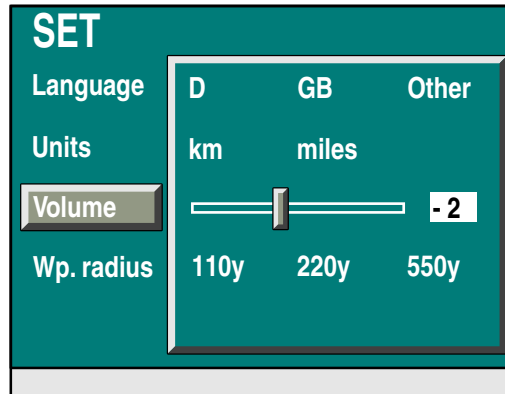 SET
Language D GB Other
Units km miles
Volume - 2
Wp. radius 110y 220y 550y